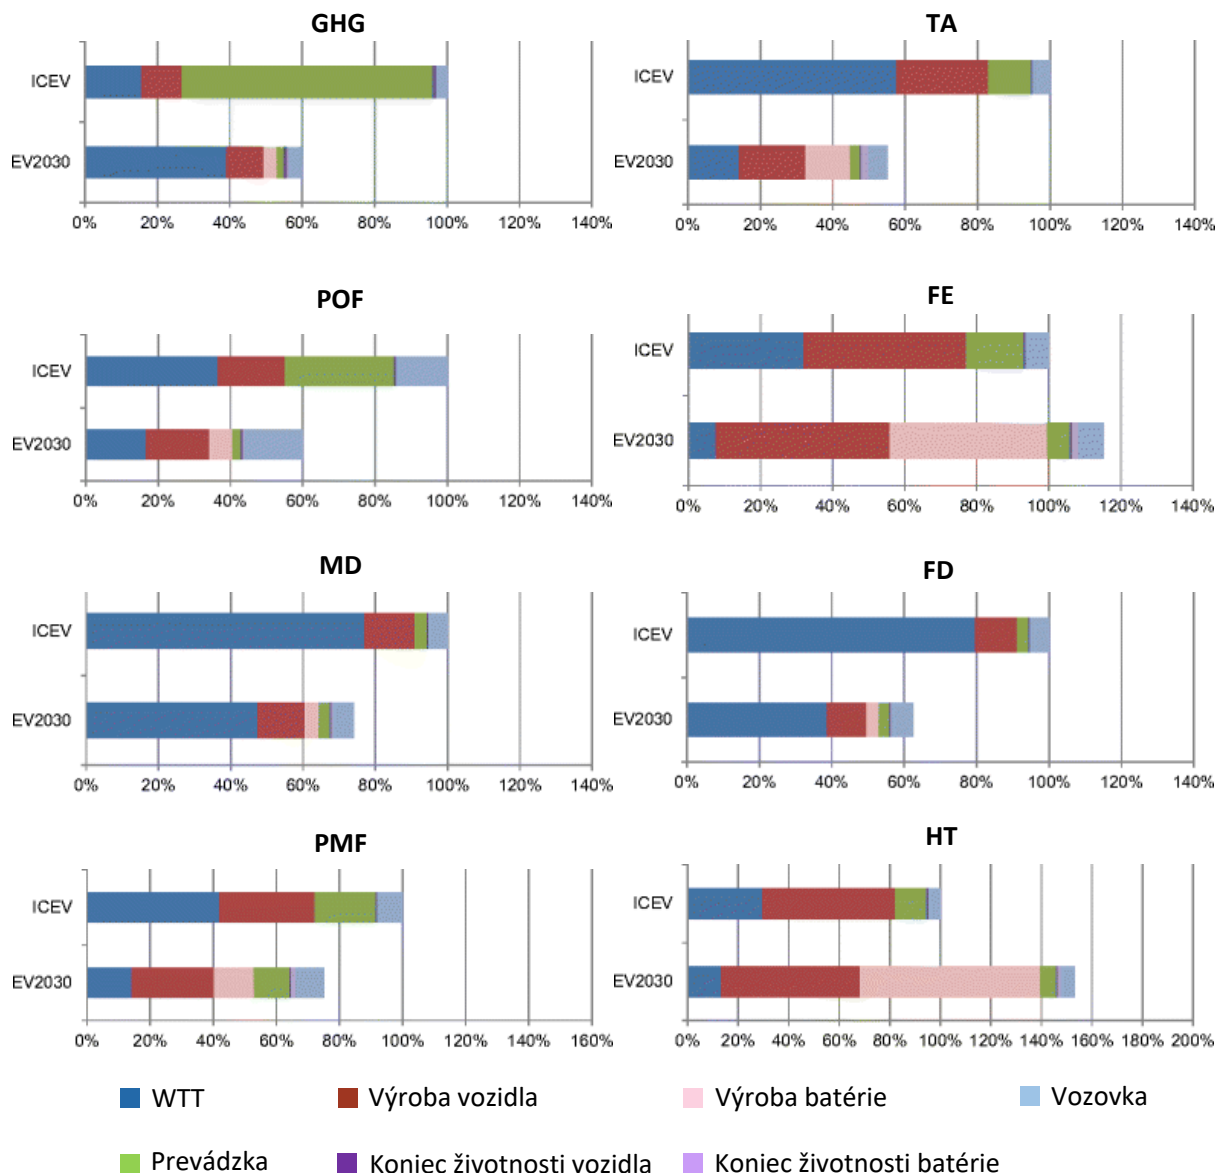 GHG
ICEV
EV2030
0% 20% 40% 60% 80% 100% 120% 140%
TA
ICEV
EV2030
0% 20% 40% 60% 80% 100% 120% 140%
POF
ICEV
EV2030
0% 20% 40% 60% 80% 100% 120% 140%
FE
ICEV
EV2030
0% 20% 40% 60% 80% 100% 120% 140%
MD
ICEV
EV2030
0% 20% 40% 60% 80% 100% 120% 140%
FD
ICEV
EV2030
0% 20% 40% 60% 80% 100% 120% 140%
PMF
ICEV
EV2030
0% 20% 40% 60% 80% 100% 120% 140% 160%
HT
ICEV
EV2030
0% 20% 40% 60% 80% 100% 120% 140% 160% 180% 200%
WTT Výroba vozidla Výroba batérie Vozovka
Prevádzka Koniec životnosti vozidla Koniec životnosti batérie